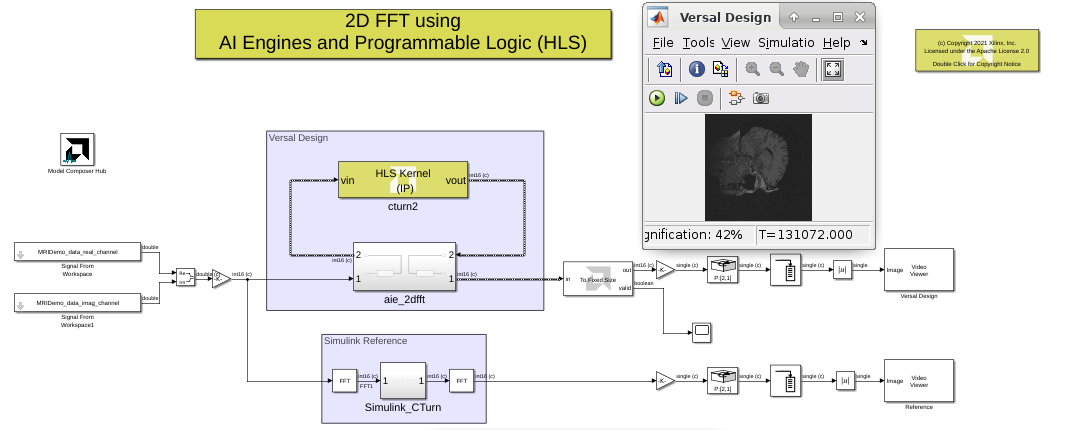 2D FFT using
AI Engines and Programmable Logic (HLS)
Versal Design
File Tools View Simulatio Help
gnification: 42% T=131072.000
(c) Copyright 2021 Xilinx, Inc.
Licensed under the Apache License 2.0
Double Click for Copyright Notice
Model Composer Hub
Versal Design
vin
HLS Kernel
(IP)
vout
int16 (c)
cturn2
2
2
int16 (c)
1
1
aie_2dfft
MRIDemo_data_real_channel
double
Signal From
Workspace
Re
Im
double (c)
-K-
int16 (c)
MRIDemo_data_imag_channel
double
Signal From
Workspace1
in
To Fixed Size
out
valid
int16 (c)
boolean
-K-
single (c)
P:[2,1]
single (c)
single (c)
|u|
single
Image
Video
Viewer
Versal Design
Simulink Reference
FFT
int16 (c)
FFT1
1
1
int16 (c)
FFT
int16 (c)
Simulink_CTurn
-K-
single (c)
P:[2,1]
single (c)
single (c)
|u|
single
Image
Video
Viewer
Reference